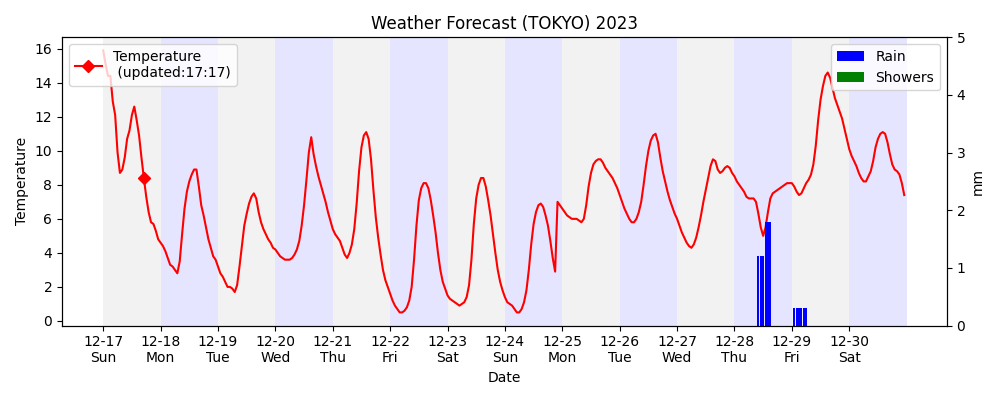 Weather Forecast (TOKYO) 2023
Temperature
(updated:17:17)
Rain
Showers
Temperature
16
14
12
10
8
6
4
2
0
5
4
3
2
1
0
mm
12-17 12-18 12-19 12-20 12-21 12-22 12-23 12-24 12-25 12-26 12-27 12-28 12-29 12-30
Sun Mon Tue Wed Thu Fri Sat Sun Mon Tue Wed Thu Fri Sat
Date